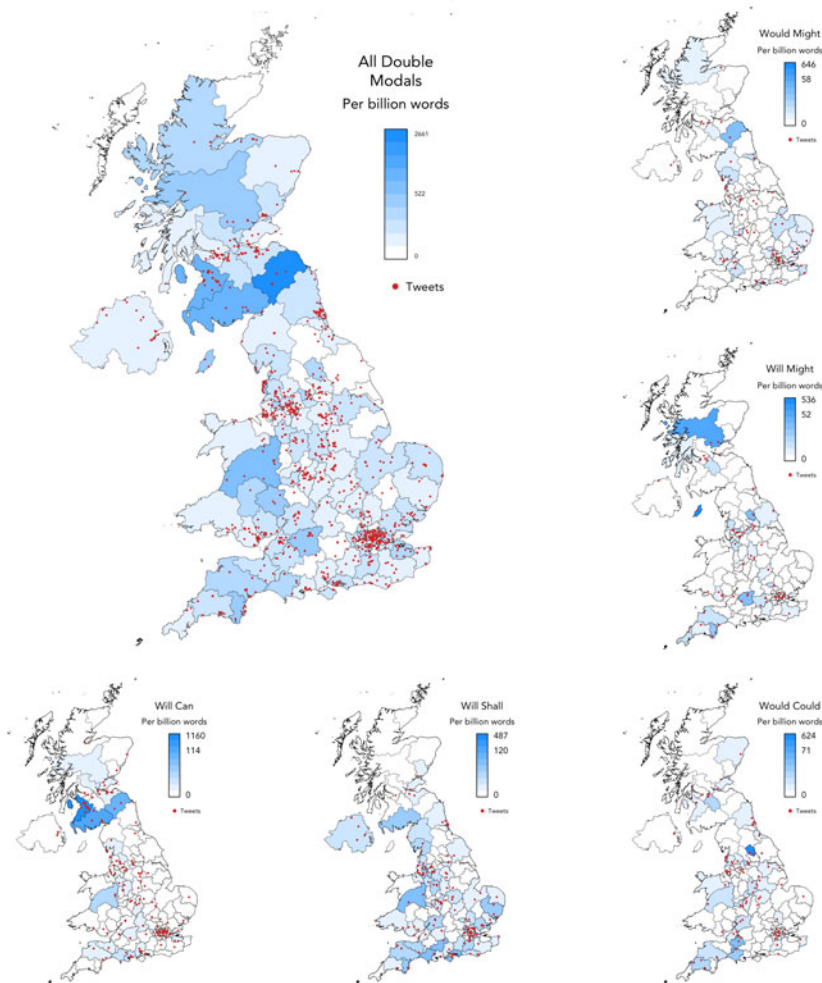 All Double
Modals
Per billion words
2661
522
0
Tweets
Would Might
Per billion words
646
58
0
Tweets
Will Might
Per billion words
536
52
0
Tweets
Will Can
Per billion words
1160
114
0
Tweets
Will Shall
Per billion words
487
120
0
Tweets
Would Could
Per billion words
624
71
0
Tweets